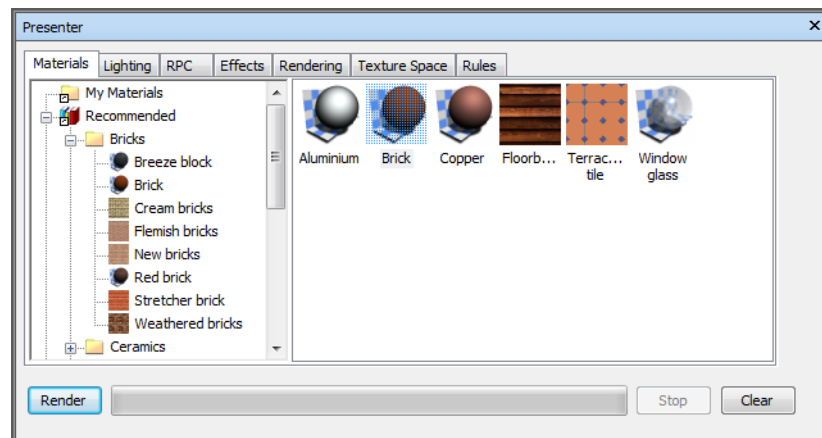 Presenter
Materials Lighting RPC Effects Rendering Texture Space Rules
My Materials
Recommended
Bricks
Breeze block
Brick
Cream bricks
Flemish bricks
New bricks
Red brick
Stretcher brick
Weathered bricks
Ceramics
Aluminium Brick Copper Floorb... Terrac... Window
tile glass
Render Stop Clear